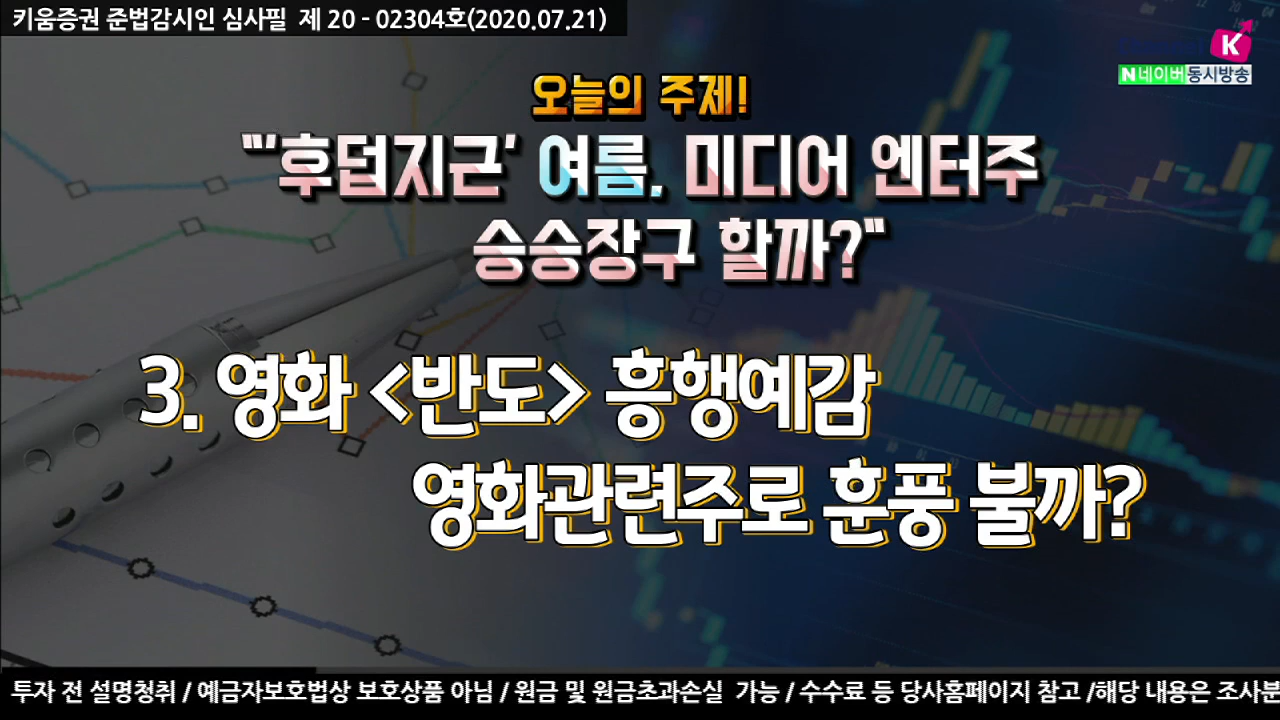 키움증권 준법감시인 심사필 제 20 - 02304호(2020.07.21)
K
N 네이버 동시방송
오늘의 주제!
"'후덥지근' 여름, 미디어 엔터주
승승장구 할까?"
3. 영화 <반도> 흥행예감
영화관련주로 훈풍 불까?
투자 전 설명청취 / 예금자보호법상 보호상품 아님 / 원금 및 원금초과손실 가능 / 수수료 등 당사홈페이지 참고 /해당 내용은 조사분